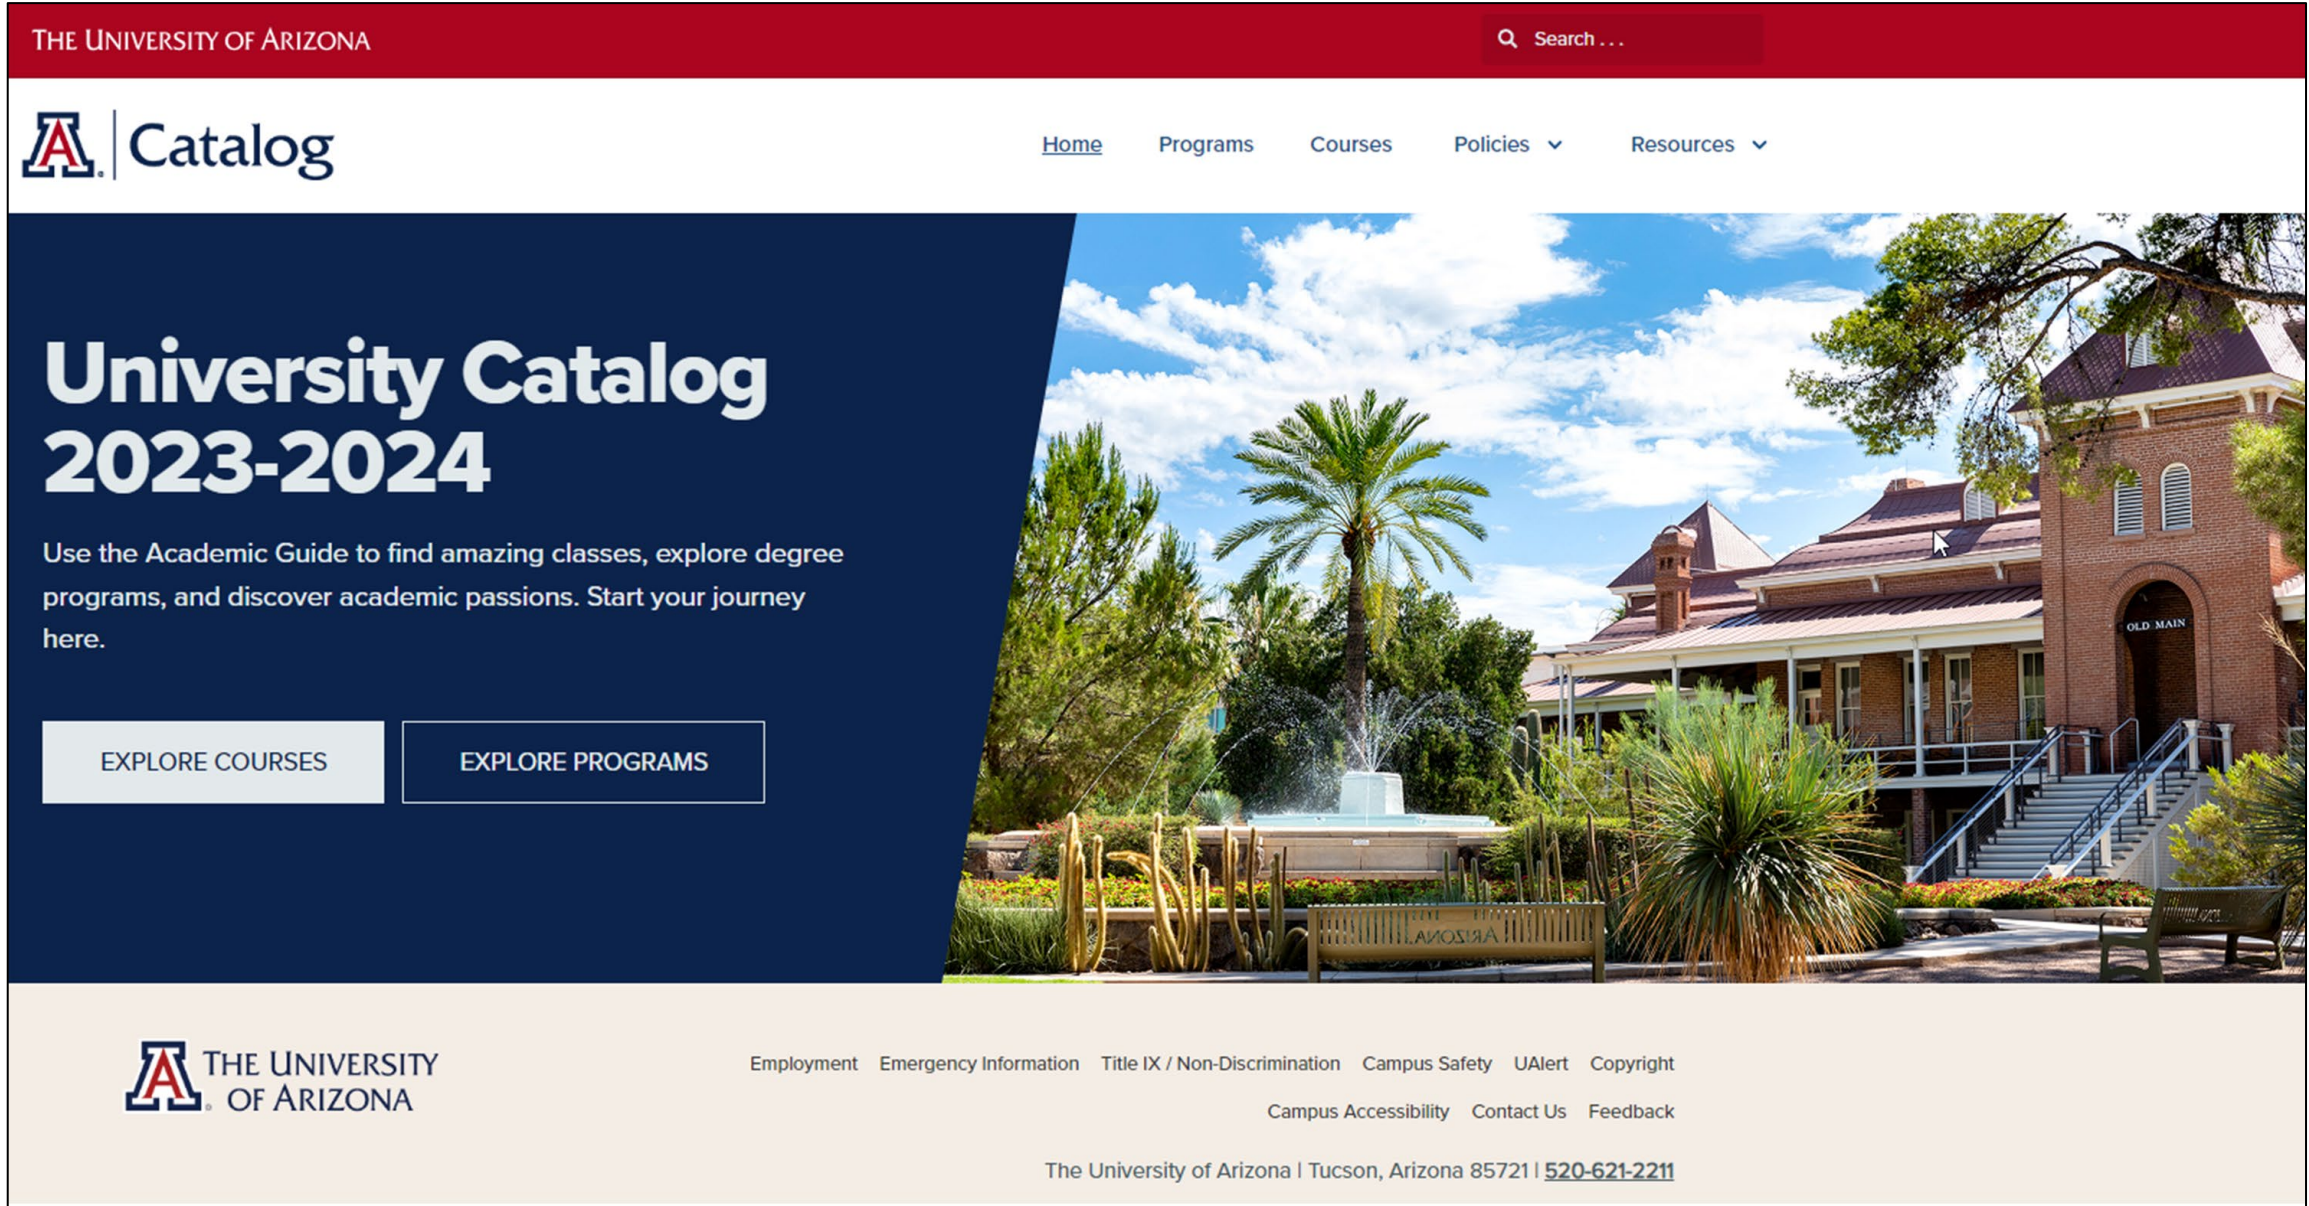 THE UNIVERSITY OF ARIZONA
Search ...
A
Catalog
Home Programs Courses Policies Resources
University Catalog
2023-2024
Use the Academic Guide to find amazing classes, explore degree
programs, and discover academic passions. Start your journey
here.
EXPLORE COURSES EXPLORE PROGRAMS
OLD MAIN
ARIZONA
A
THE UNIVERSITY
OF ARIZONA
Employment Emergency Information Title IX / Non-Discrimination Campus Safety UAlert Copyright
Campus Accessibility Contact Us Feedback
The University of Arizona | Tucson, Arizona 85721 | 520-621-2211